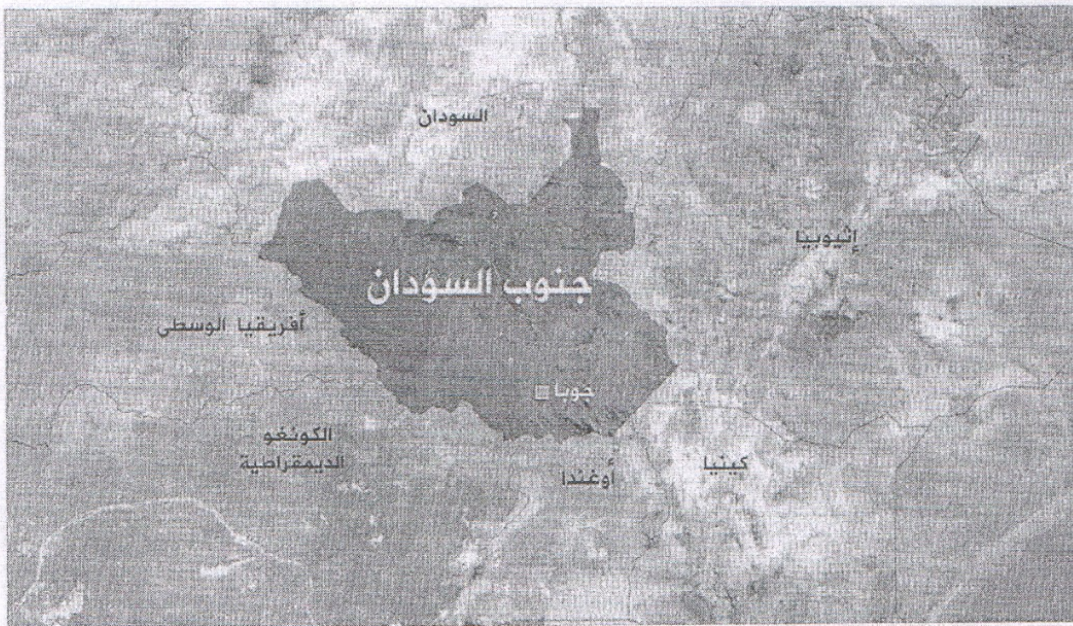 السودان
إثيوبيا
جنوب السودان
أفريقيا الوسطى
جوبا
الكونغو
الديمقراطية
أوغندا
كينيا